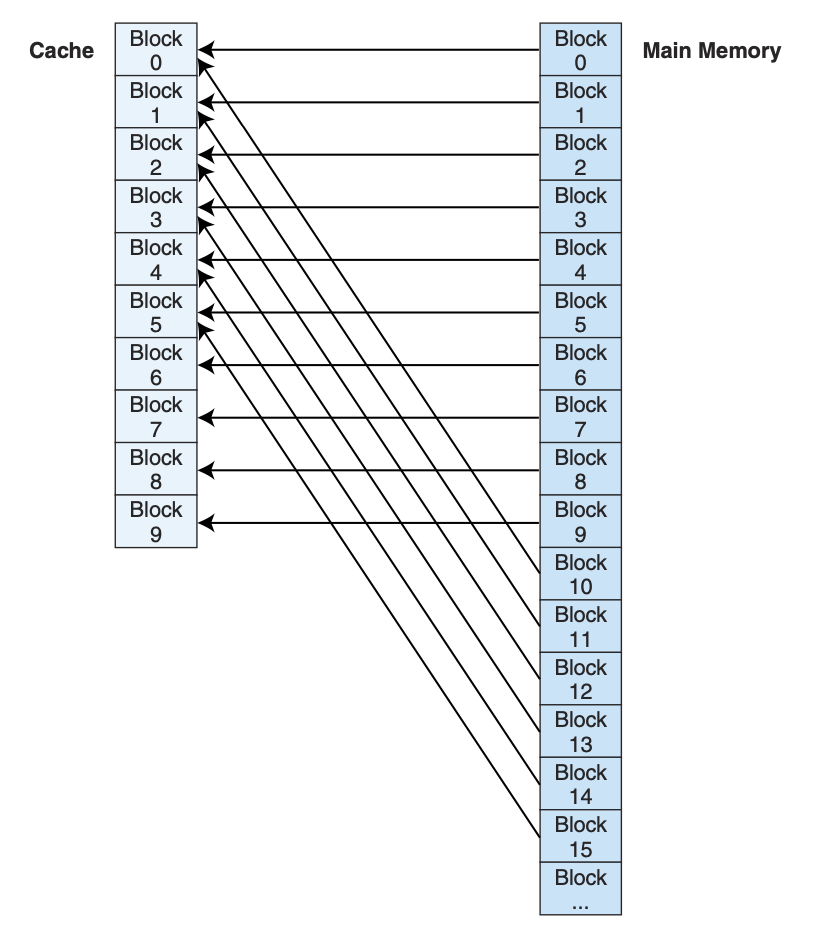 Cache
Block
0
Block
1
Block
2
Block
3
Block
4
Block
5
Block
6
Block
7
Block
8
Block
9
Main Memory
Block
0
Block
1
Block
2
Block
3
Block
4
Block
5
Block
6
Block
7
Block
8
Block
9
Block
10
Block
11
Block
12
Block
13
Block
14
Block
15
Block
...